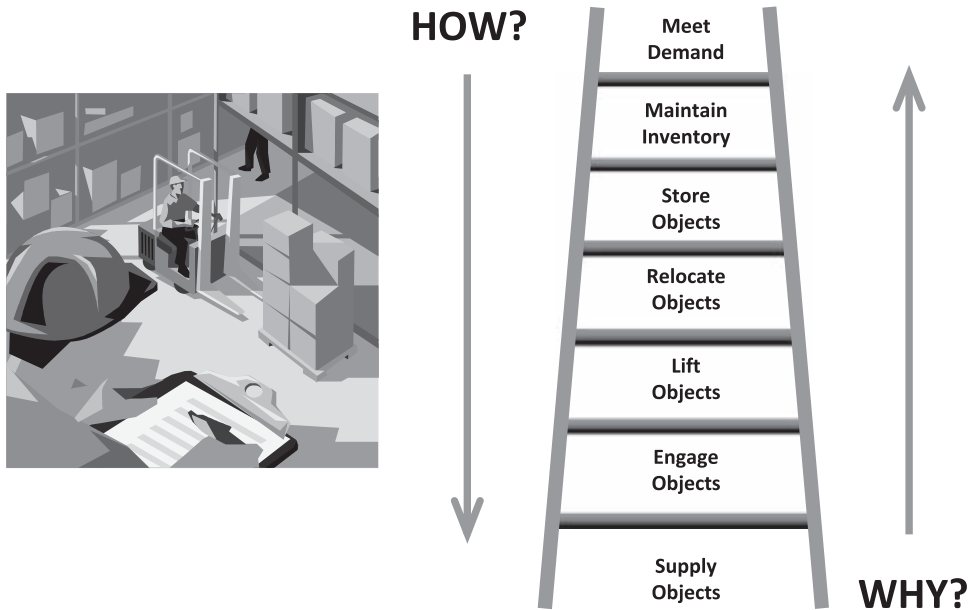 HOW?
Meet
Demand
Maintain
Inventory
Store
Objects
Relocate
Objects
Lift
Objects
Engage
Objects
Supply
Objects
WHY?